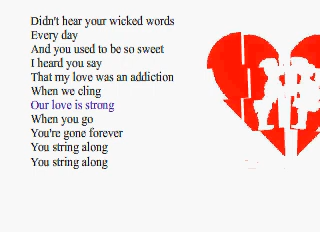 Didn't hear your wicked words
Every day
And you used to be so sweet
I heard you say
That my love was an addiction
When we cling
Our love is strong
When you go
You're gone forever
You string along
You string along